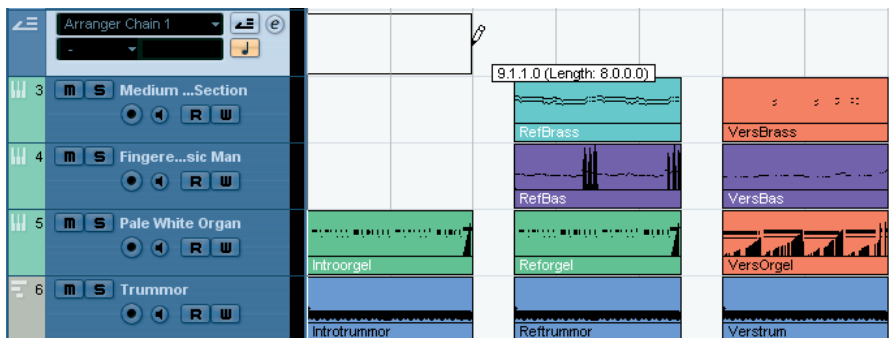 Arranger Chain 1
e
-
9.1.1.0 (Length: 8.0.0.0)
3 m S Medium ...Section
R W
RefBrass VersBrass
4 m S Fingere...sic Man
R W
RefBas VersBas
5 m S Pale White Organ
R W
Introorgel Reforgel VersOrgel
6 m S Trummor
R W
Introtrummor Reftrummor Verstrum